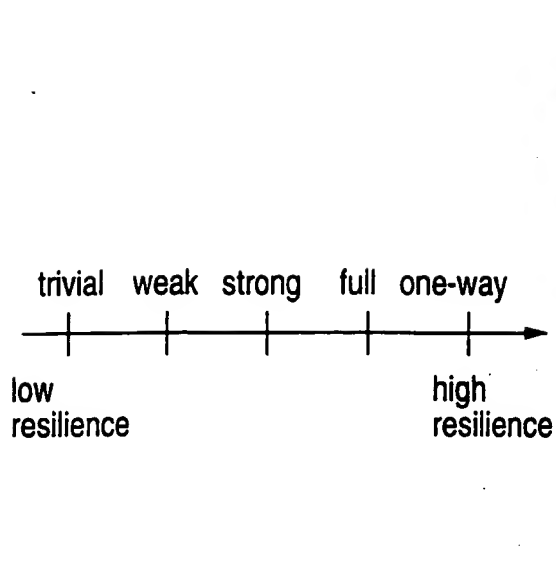 trivial weak strong full one-way
low high
resilience resilience